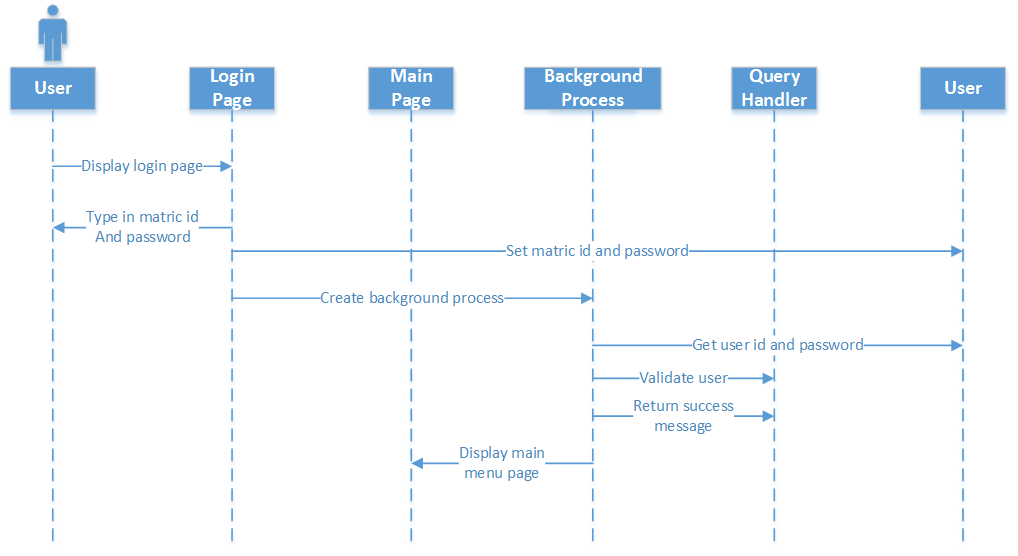 User
Login
Page
Main
Page
Background
Process
Query
Handler
User
Display login page
Type in matric id
And password
Set matric id and password
Create background process
Get user id and password
Validate user
Return success
message
Display main
menu page